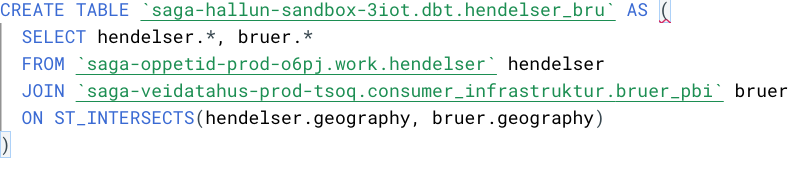 CREATE TABLE `saga-hallun-sandbox-3iot.dbt.hendelser_bru` AS (
SELECT hendelser.*, bruer.*
FROM `saga-oppetid-prod-o6pj.work.hendelser` hendelser
JOIN `saga-veidatahus-prod-tsoq.consumer_infrastruktur.bruer_pbi` bruer
ON ST_INTERSECTS(hendelser.geography, bruer.geography)
)